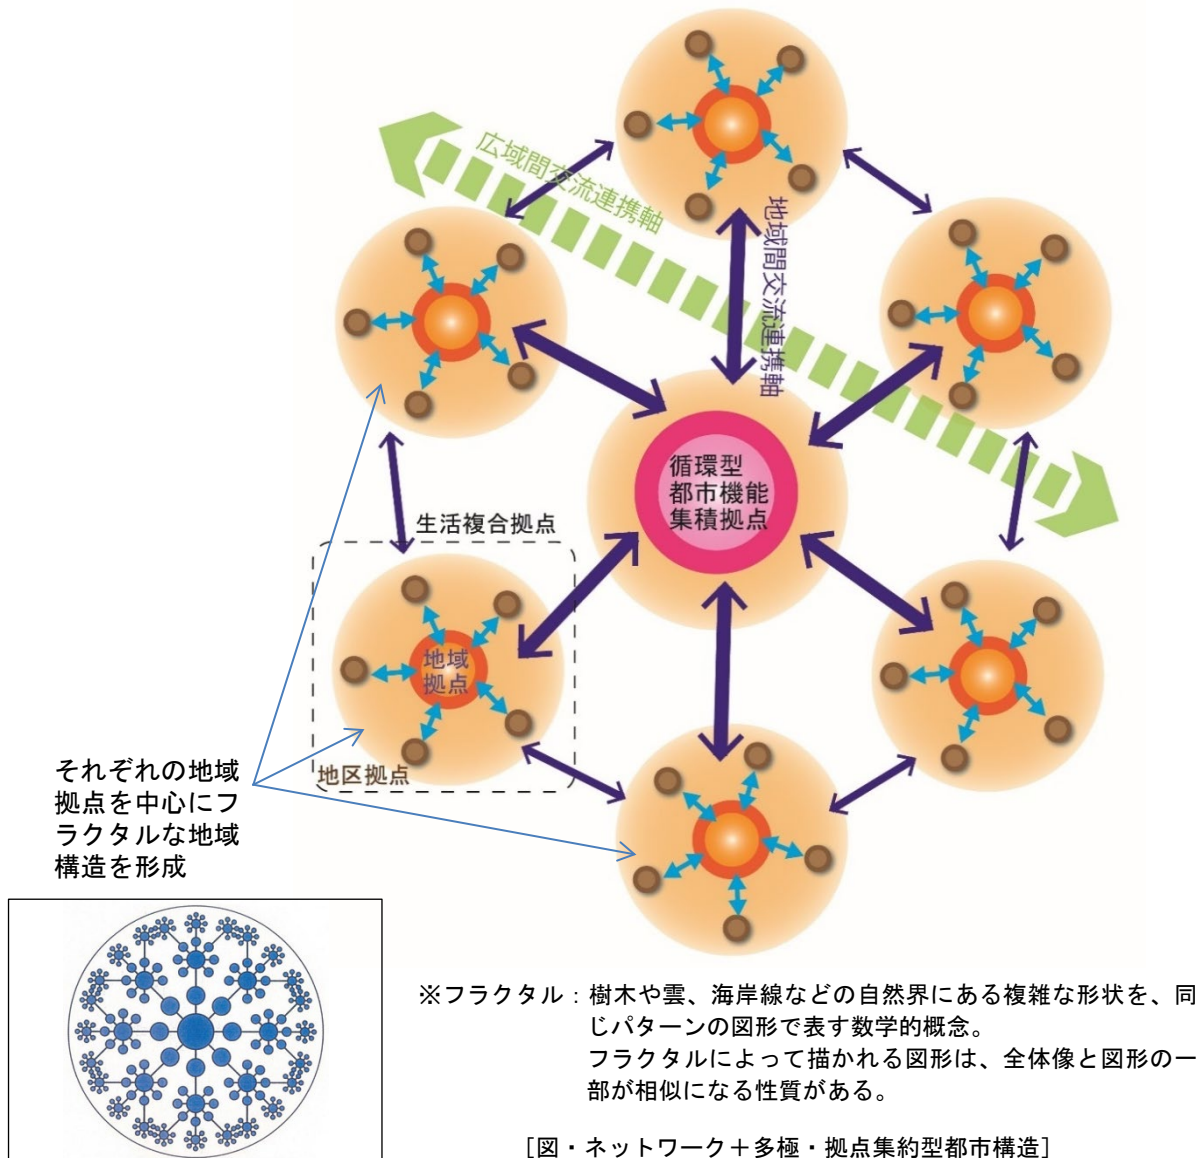 広域間交流連携軸
地域間交流連携軸
循環型
都市機能
集積拠点
生活複合拠点
地域
拠点
地区拠点
それぞれの地域
拠点を中心にフ
ラクタルな地域
構造を形成
※フラクタル：樹木や雲、海岸線などの自然界にある複雑な形状を、同
じパターンの図形で表す数学的概念。
フラクタルによって描かれる図形は、全体像と図形の一
部が相似になる性質がある。
［図・ネットワーク＋多極・拠点集約型都市構造］